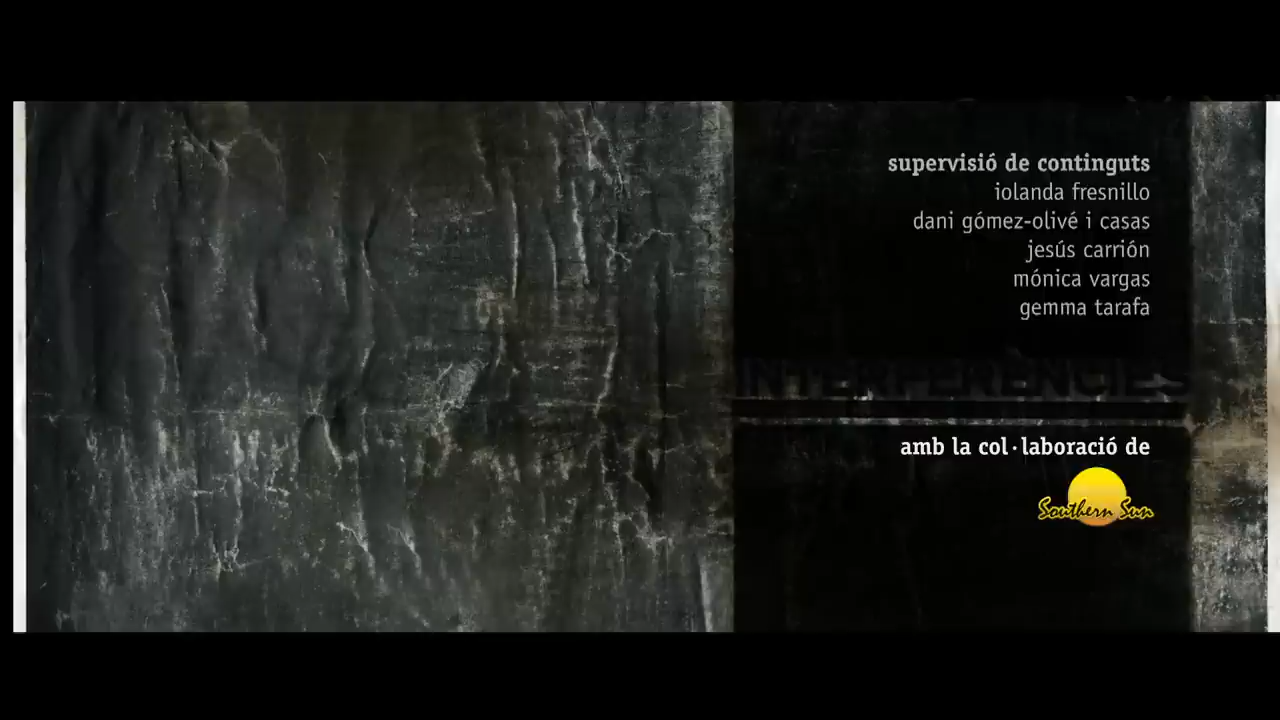 supervisió de continguts
iolanda fresnillo
dani gómez-olivé i casas
jesús carrión
mónica vargas
gemma tarafa
INTERFERÈNCIES
amb la col·laboració de
Southern Sun